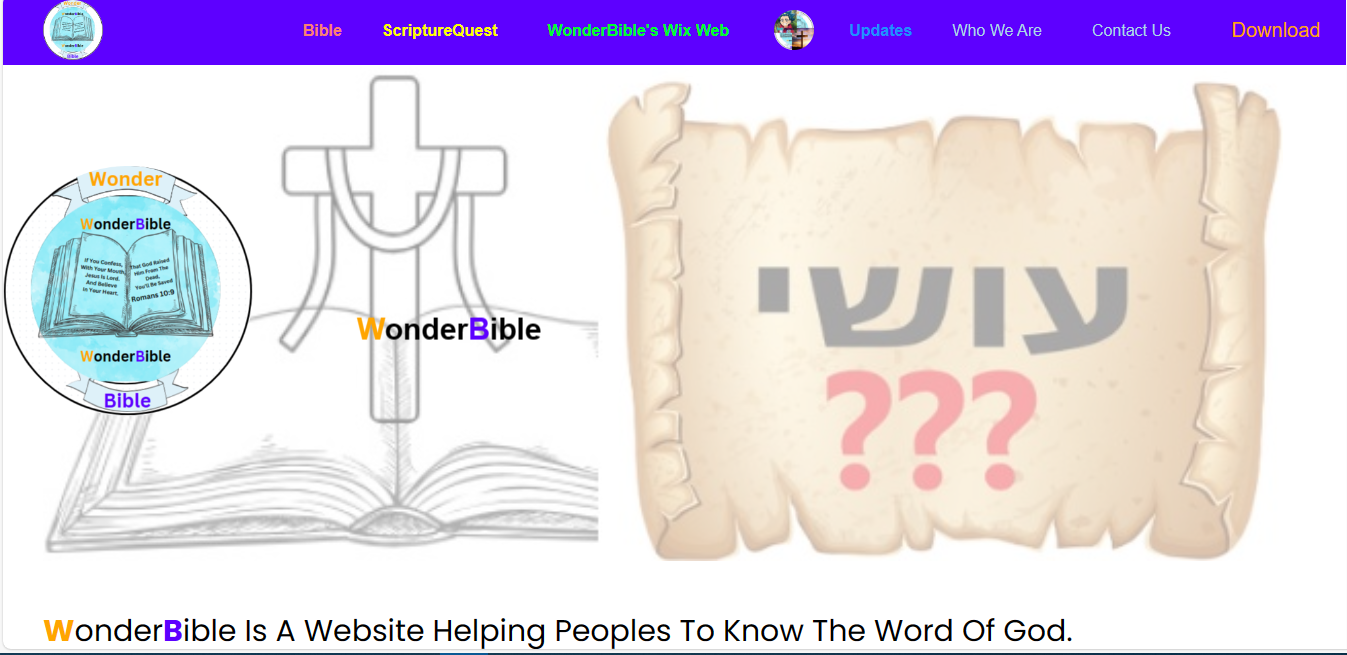 Bible
ScriptureQuest
WonderBible's Wix Web
Updates
Who We Are
Contact Us
Download
Wonder
WonderBible
If You Confess,
With Your Mouth,
Jesus Is Lord.
And Believe
in Your Heart,
That God Raised
Him From The
Dead,
You'll Be Saved
Romans 10:9
WonderBible
Bible
WonderBible
עושי
???
WonderBible Is A Website Helping Peoples To Know The Word Of God.